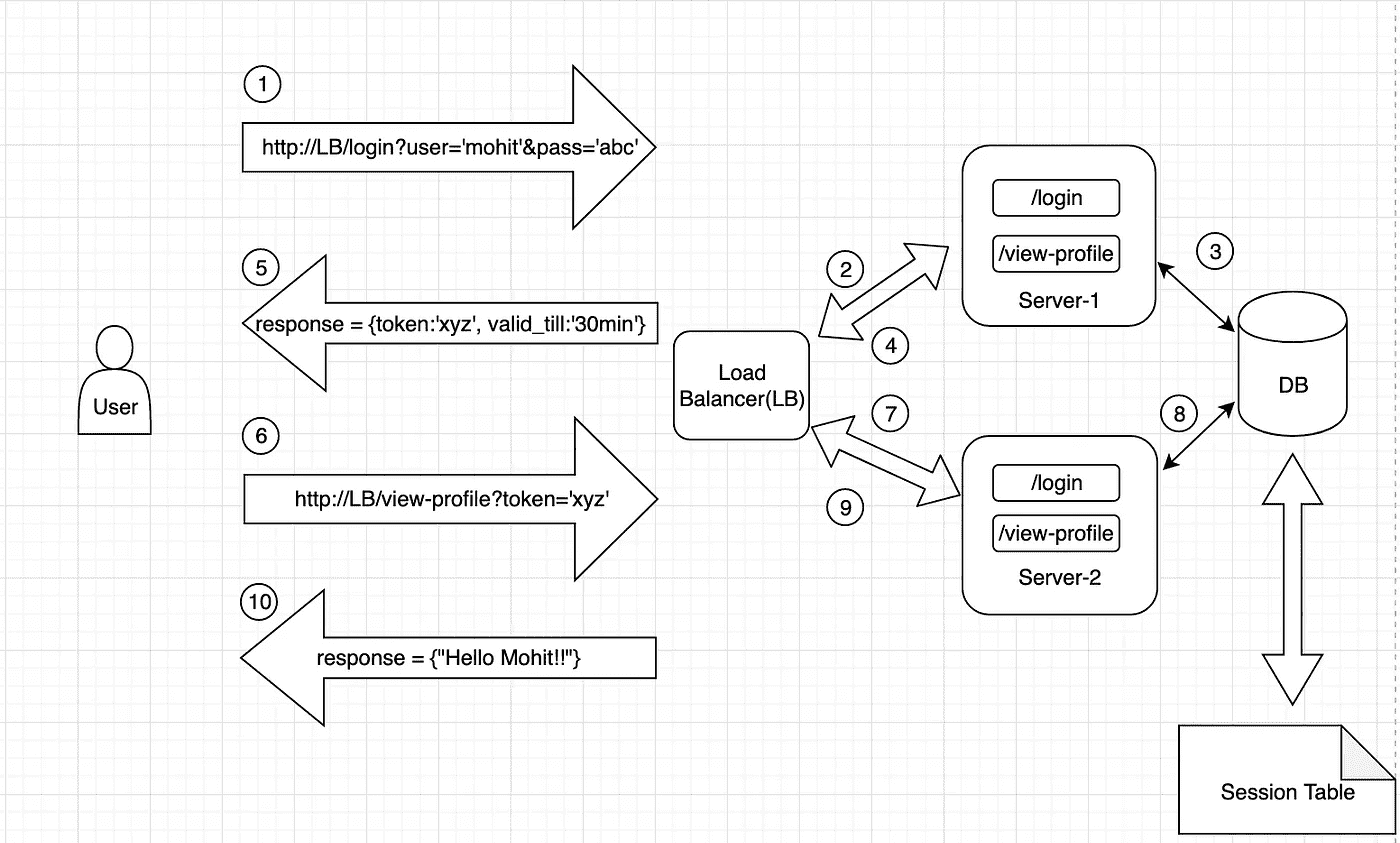 1
http://LB/login?user='mohit'&pass='abc'
5
response = {token:'xyz', valid_till:'30min'}
User
6
http://LB/view-profile?token='xyz'
10
response = {"Hello Mohit!!"}
Load
Balancer(LB)
2
4
7
9
/login
/view-profile
Server-1
/login
/view-profile
Server-2
3
8
DB
Session Table